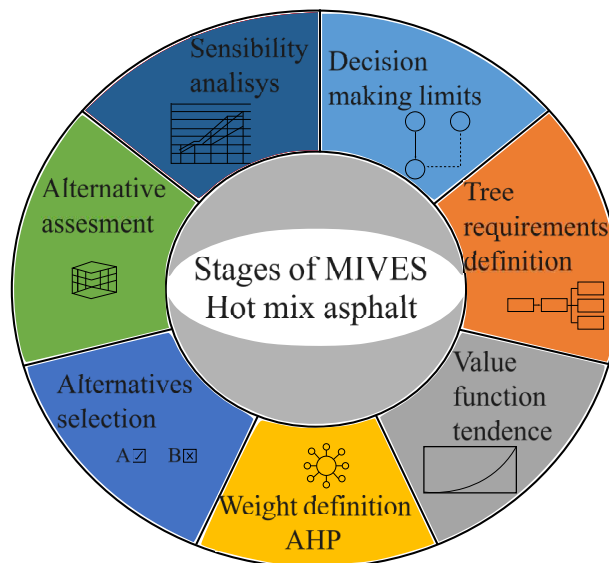 Sensibility
analisys
Decision
making limits
Tree
requirements
definition
Value
function
tendence
Weight definition
AHP
Alternatives
selection
A B
Alternative
assesment
Stages of MIVES
Hot mix asphalt